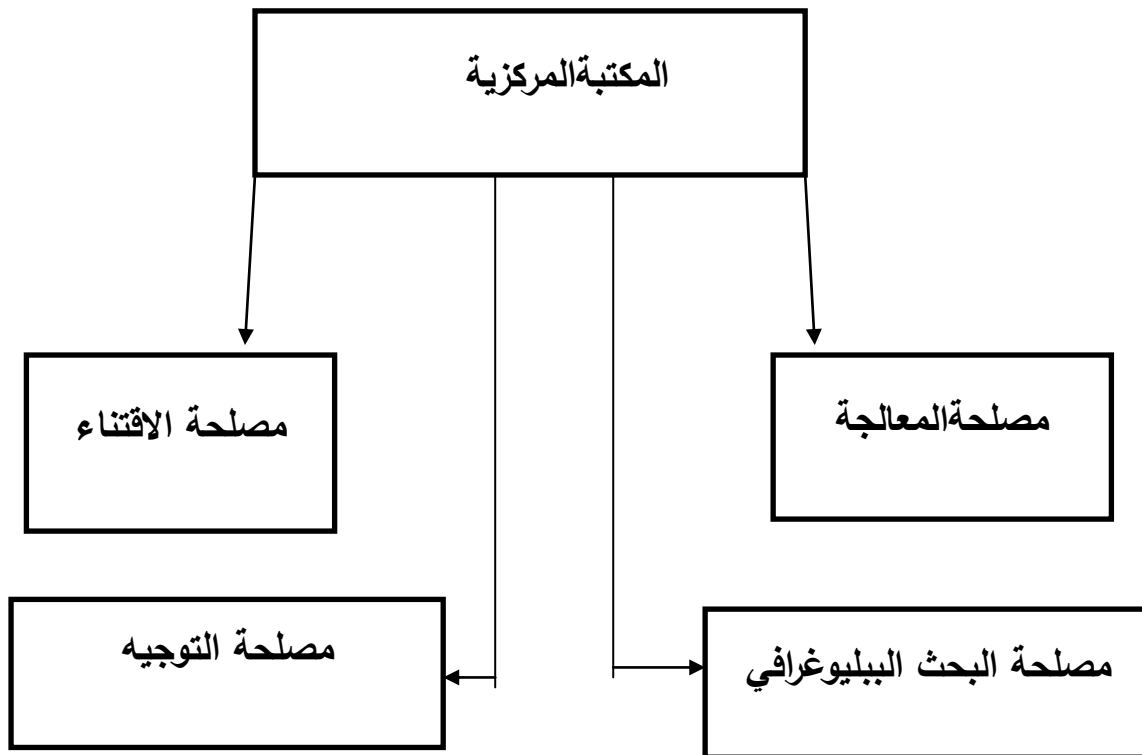 المكتبةالمركزية
مصلحةالمعالجة
مصلحة الاقتناء
مصلحة البحث الببليوغرافي
مصلحة التوجيه